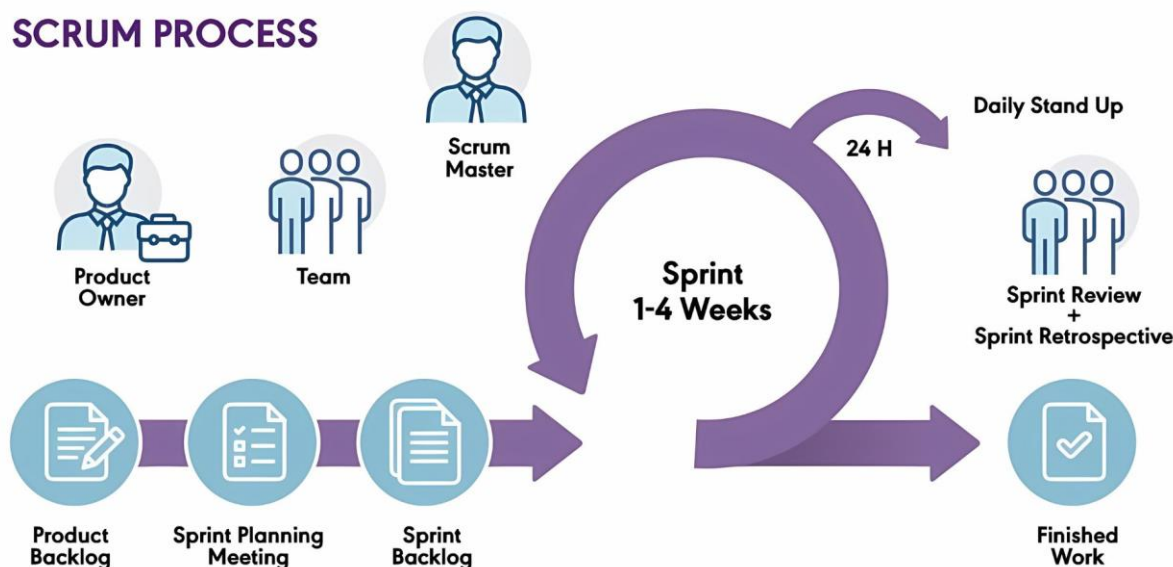 SCRUM PROCESS
Scrum
Master
Product
Owner
Team
Daily Stand Up
24 H
Sprint
1-4 Weeks
Sprint Review
+
Sprint Retrospective
Product
Backlog
Sprint Planning
Meeting
Sprint
Backlog
Finished
Work